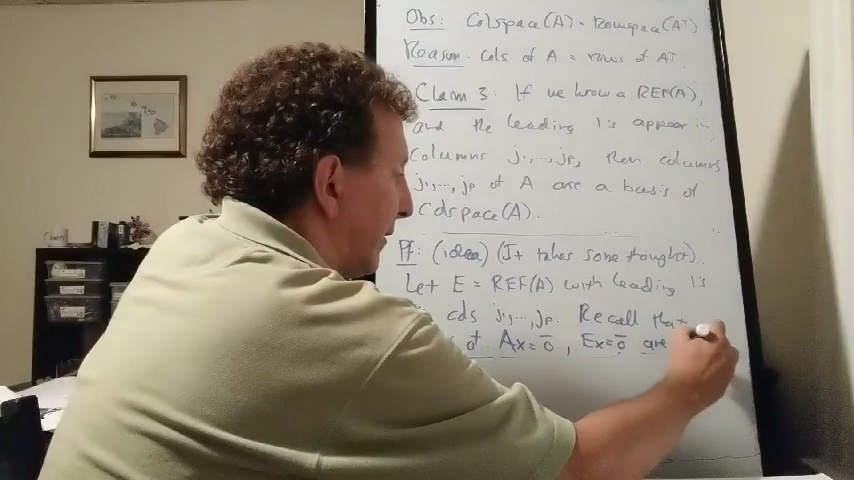 Obs: Colspace(A) = Rowspace(Aᵀ)
Reason. cols of A = rows of Aᵀ.
Claim 3: If we know a REF(A),
and the leading 1s appear in
columns j₁,...,jₚ, then columns
j₁,...,jₚ of A are a basis of
Colspace(A).
Pf: (idea) (It takes some thought).
Let E = REF(A) with leading 1s
cols j₁,...,jₚ. Recall that
of Ax=0̅, Ex=0̅ are